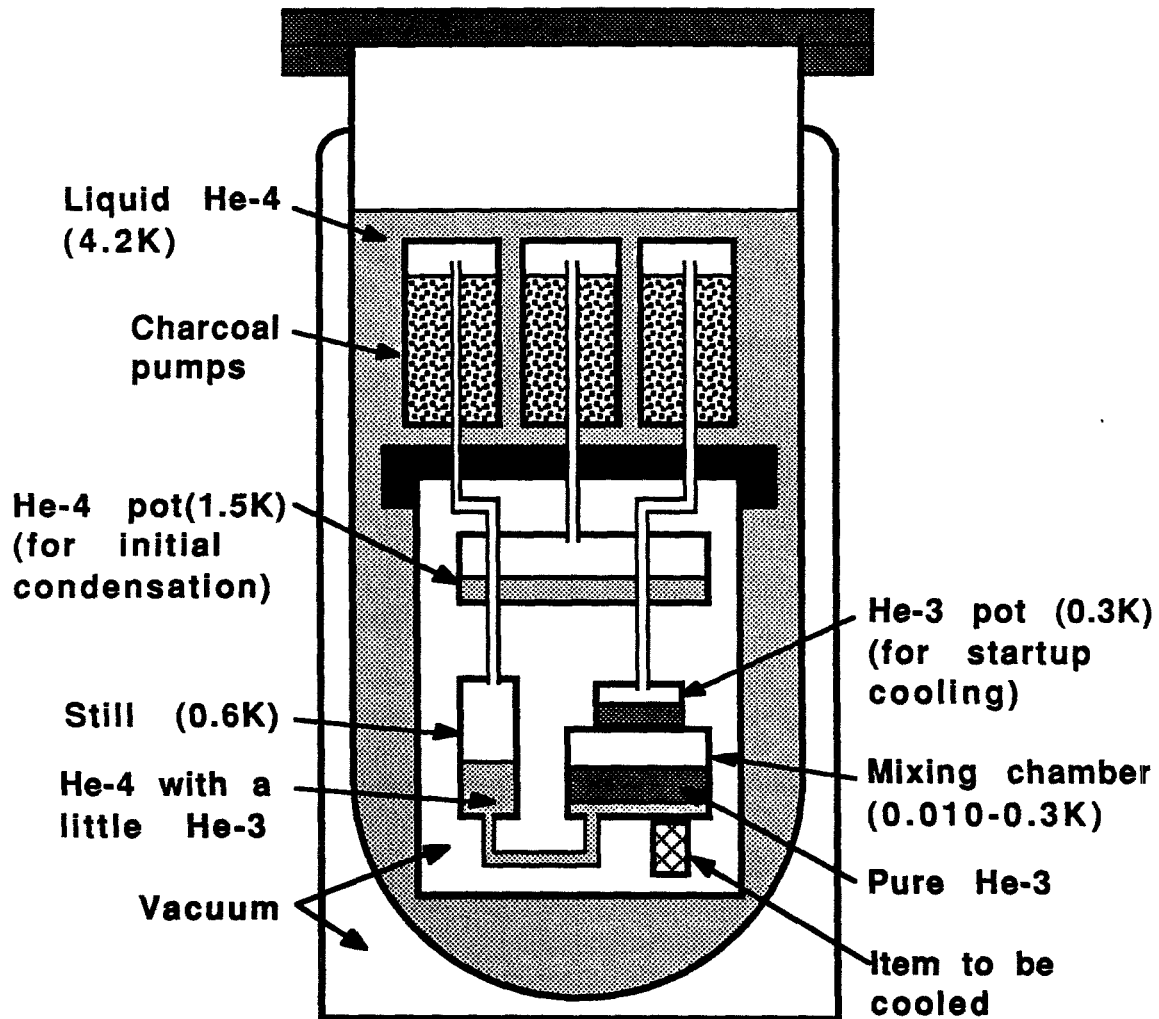 Liquid He-4
(4.2K)
Charcoal
pumps
He-4 pot(1.5K)
(for initial
condensation)
Still (0.6K)
He-4 with a
little He-3
Vacuum
He-3 pot (0.3K)
(for startup
cooling)
Mixing chamber
(0.010-0.3K)
Pure He-3
Item to be
cooled